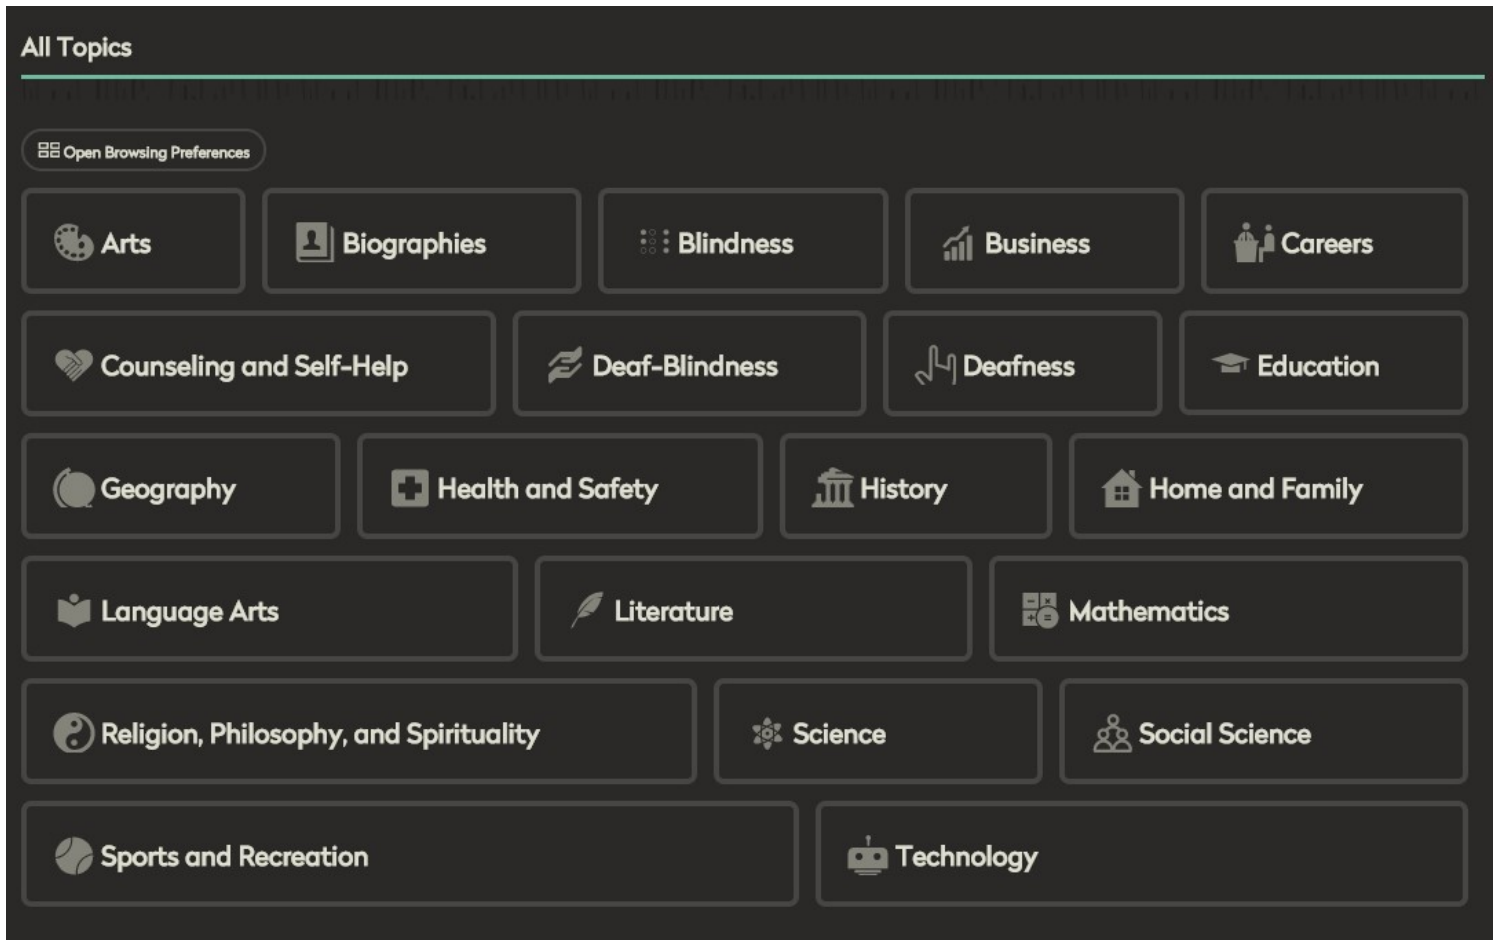 All Topics
Open Browsing Preferences
Arts
Biographies
Blindness
Business
Careers
Counseling and Self-Help
Deaf-Blindness
Deafness
Education
Geography
Health and Safety
History
Home and Family
Language Arts
Literature
Mathematics
Religion, Philosophy, and Spirituality
Science
Social Science
Sports and Recreation
Technology